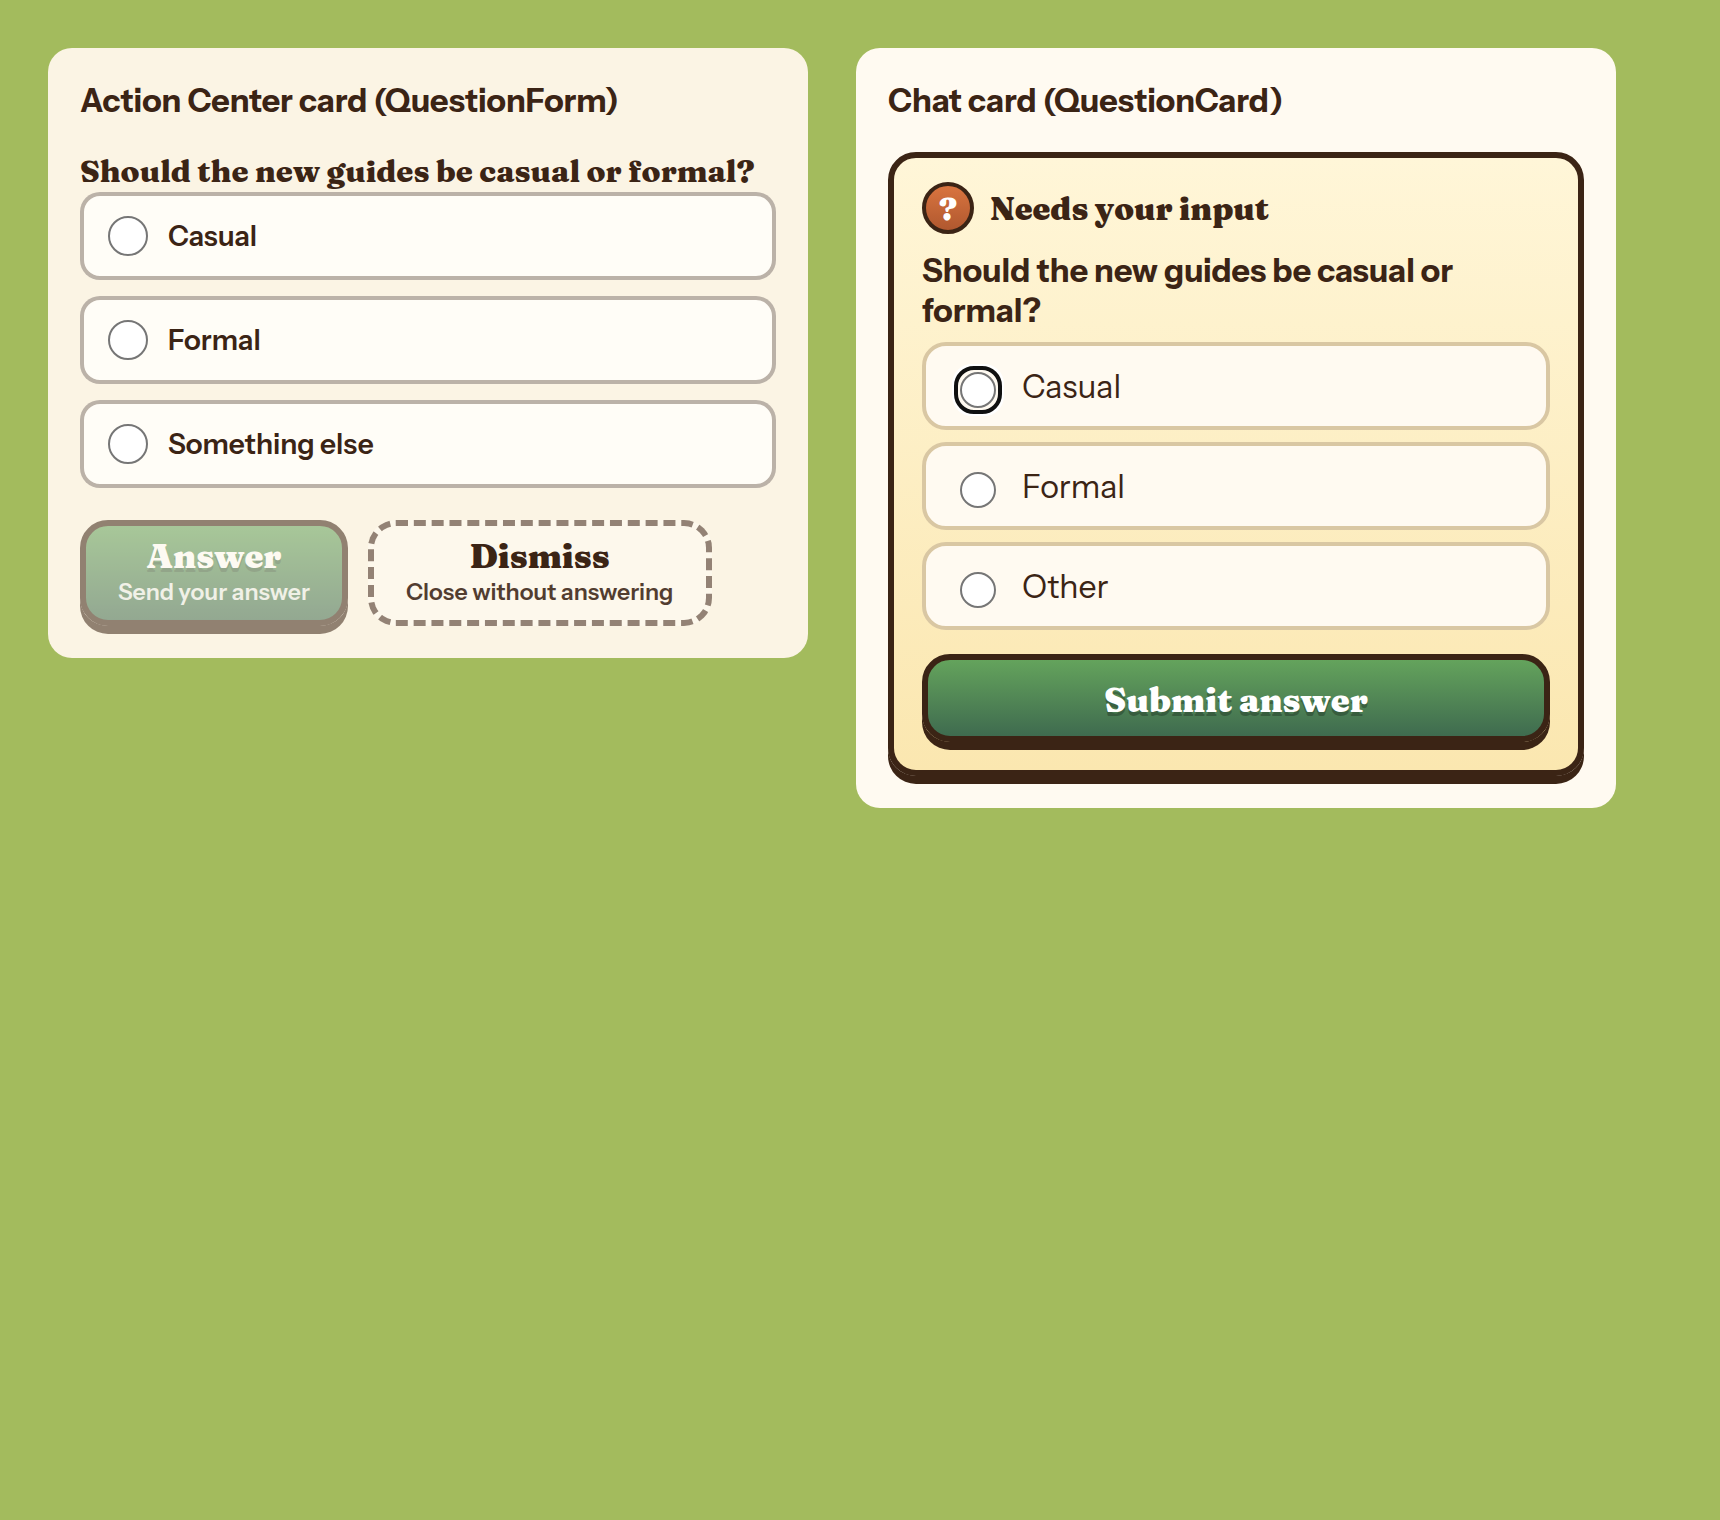 Action Center card (QuestionForm)
Should the new guides be casual or formal?
Casual
Formal
Something else
Answer
Send your answer
Dismiss
Close without answering
Chat card (QuestionCard)
?
Needs your input
Should the new guides be casual or
formal?
Casual
Formal
Other
Submit answer